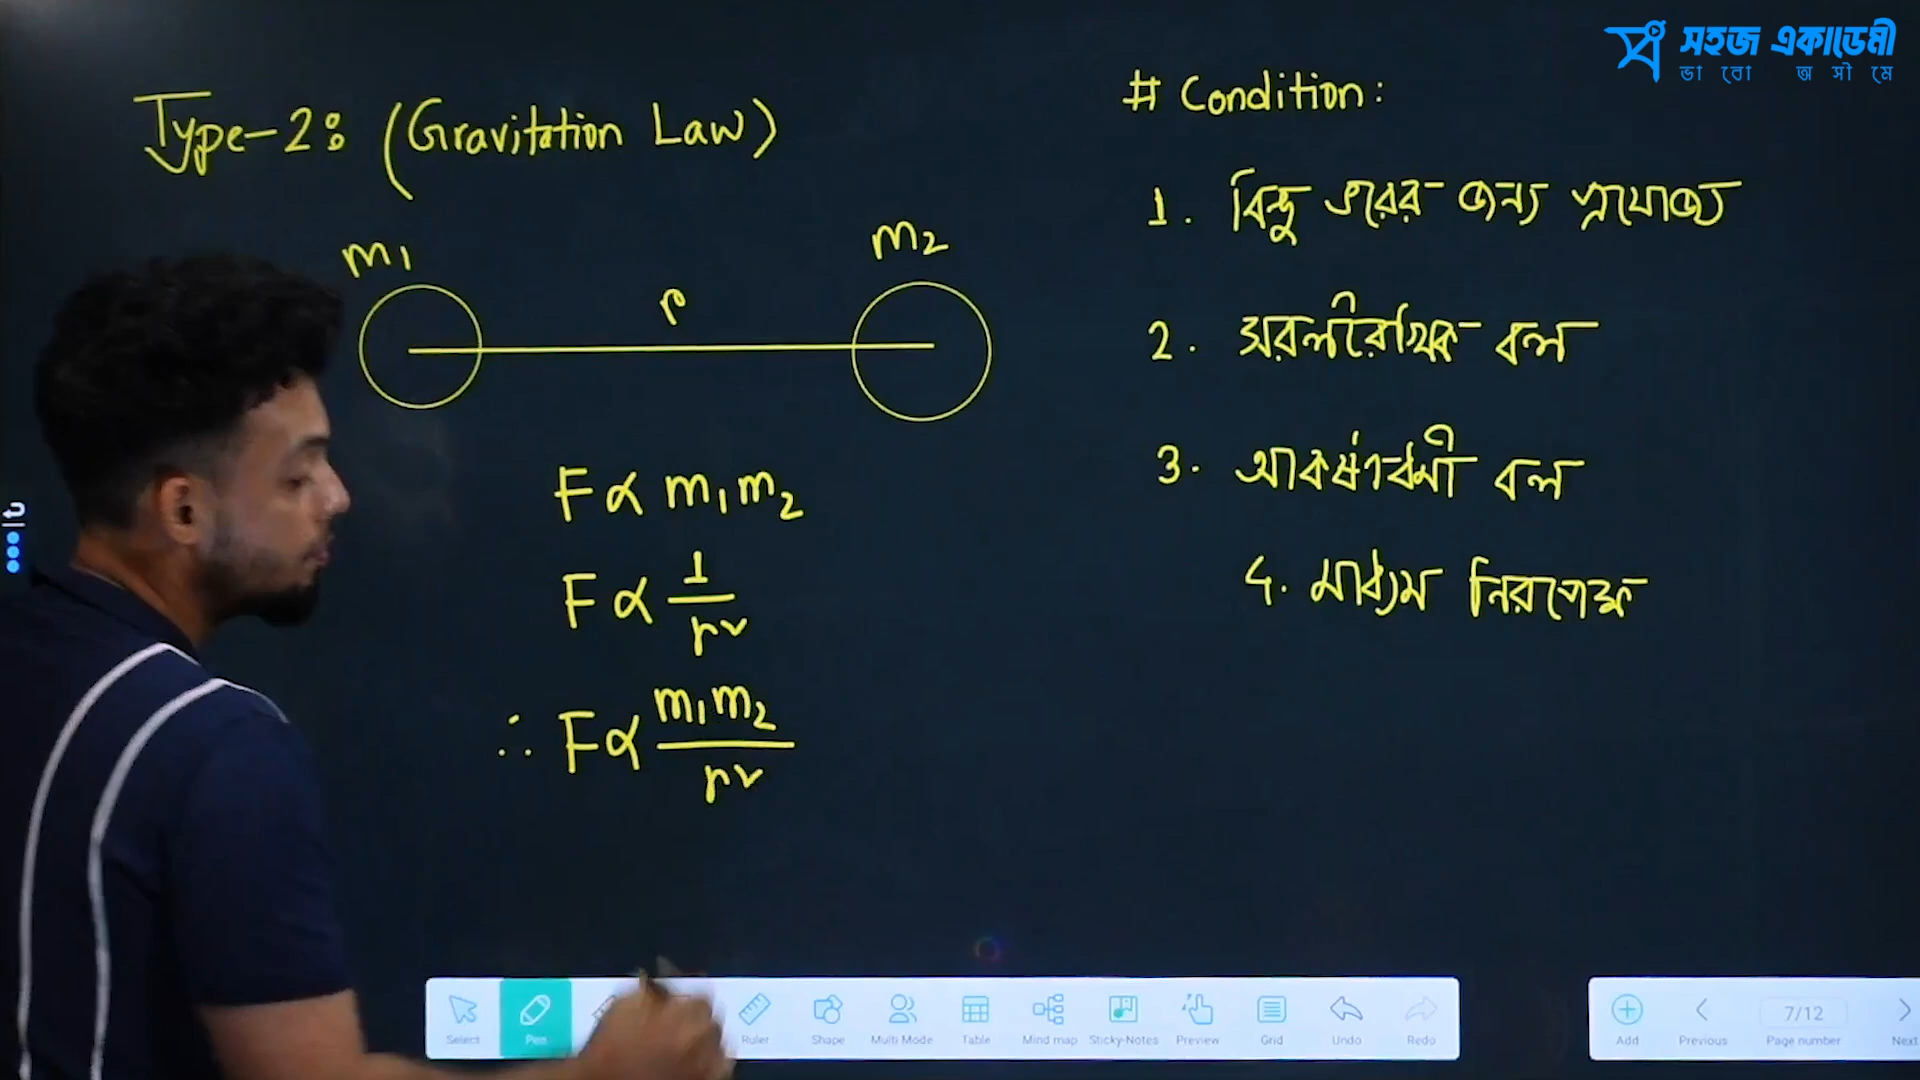 সহজ একাডেমী
ভাবো অসীমে
Type-2: (Gravitation Law)
m₁
m₂
r
F ∝ m₁m₂
F ∝ 1/r²
∴ F ∝ m₁m₂/r²
# Condition:
1. বিন্দু ভরের জন্য প্রযোজ্য
2. সরলরৈখিক বল
3. আকর্ষণধর্মী বল
4. মাধ্যম নিরপেক্ষ
Select Pen Ruler Shape Multi Mode Table Mind map Sticky-Notes Preview Grid Undo Redo
7/12
Add Previous Page number Next